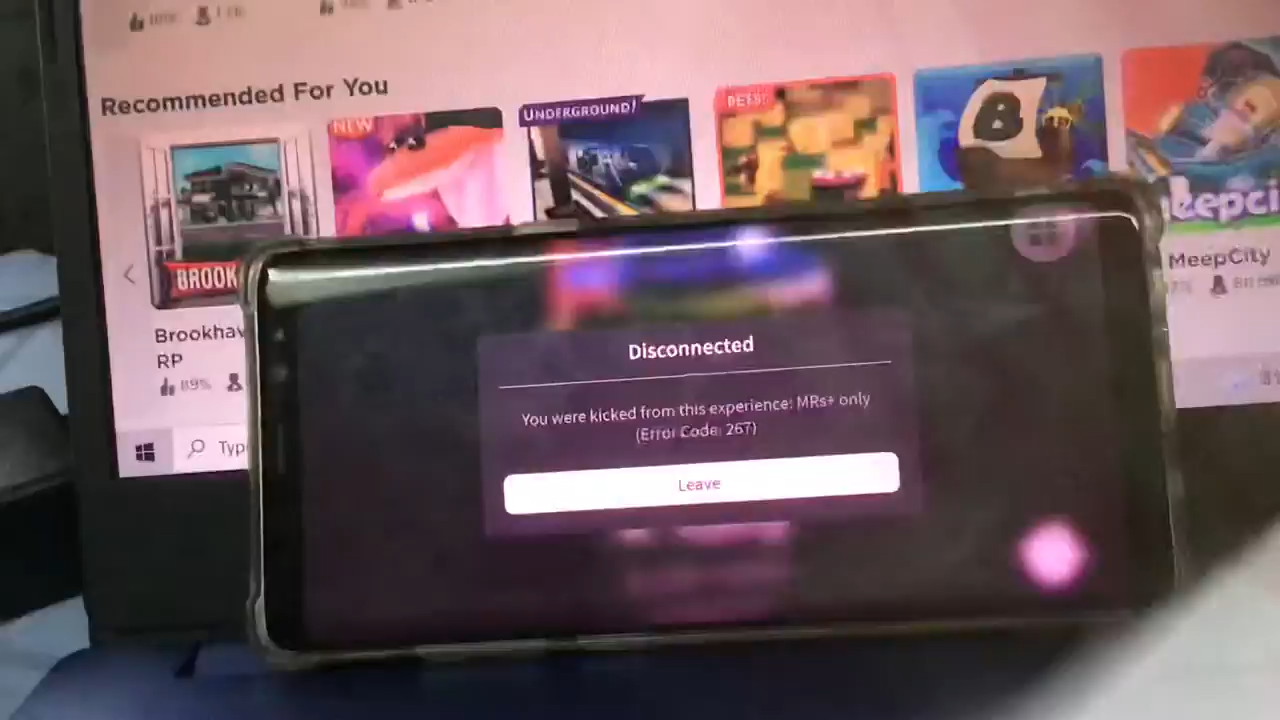 Recommended For You
NEW
UNDERGROUND!
B
BROOK
Brookhav
RP
89%
MeepCity
Typ
Disconnected
You were kicked from this experience: MRs+ only
(Error Code: 267)
Leave